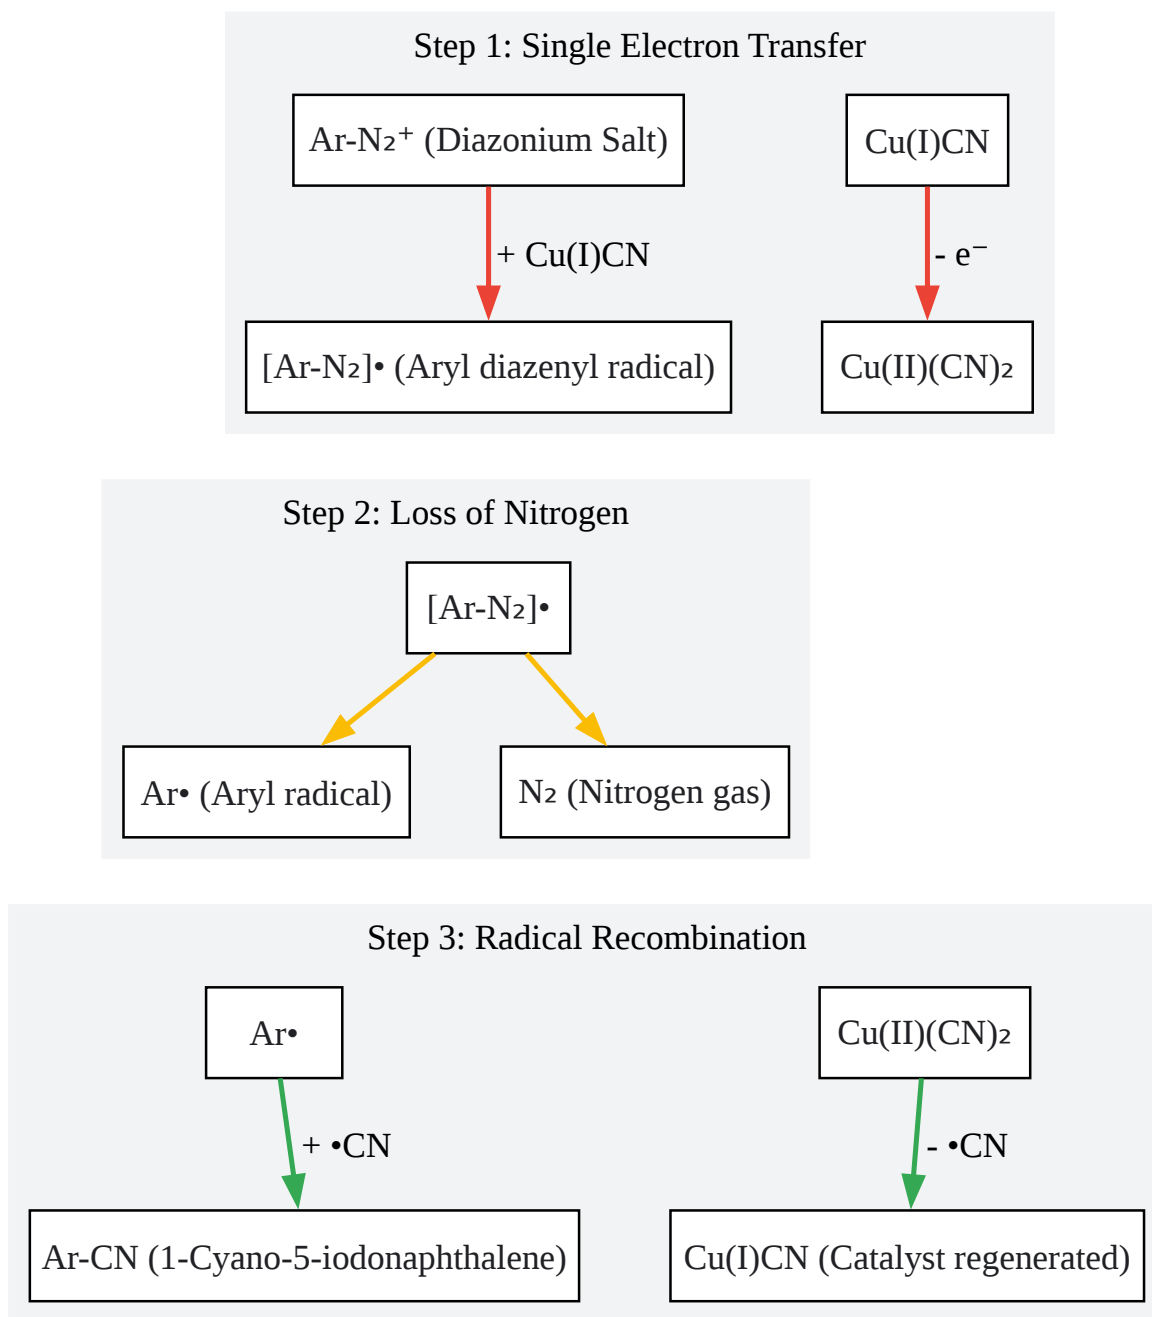 Step 1: Single Electron Transfer
Ar-N₂⁺ (Diazonium Salt)
Cu(I)CN
+ Cu(I)CN
- e⁻
[Ar-N₂]• (Aryl diazenyl radical)
Cu(II)(CN)₂
Step 2: Loss of Nitrogen
[Ar-N₂]•
Ar• (Aryl radical)
N₂ (Nitrogen gas)
Step 3: Radical Recombination
Ar•
Cu(II)(CN)₂
+ •CN
- •CN
Ar-CN (1-Cyano-5-iodonaphthalene)
Cu(I)CN (Catalyst regenerated)